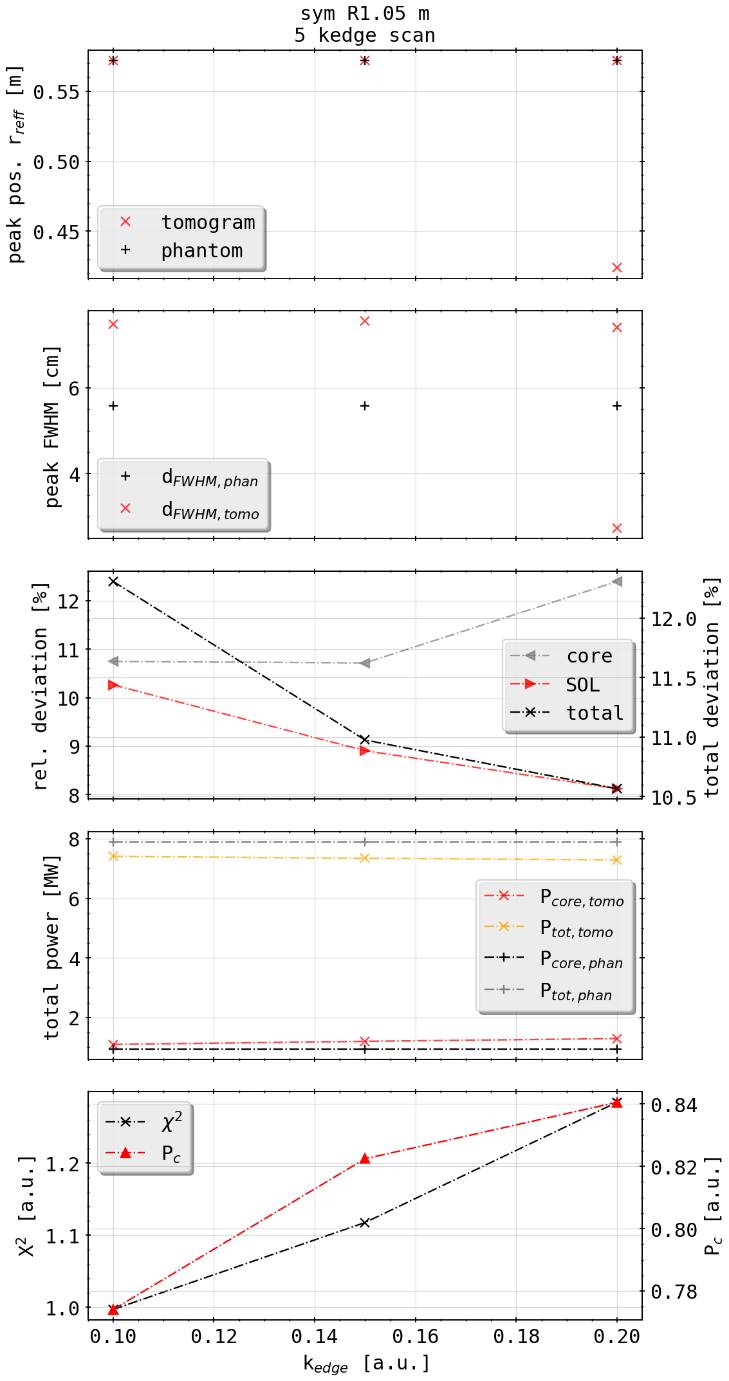 sym R1.05 m
5 kedge scan
peak pos. r_reff [m]
0.55
0.50
0.45
tomogram
phantom
peak FWHM [cm]
6
4
d_FWHM,phan
d_FWHM,tomo
rel. deviation [%]
12
11
10
9
8
core
SOL
total
12.0
11.5
11.0
10.5
total deviation [%]
total power [MW]
8
6
4
2
P_core,tomo
P_tot,tomo
P_core,phan
P_tot,phan
X² [a.u.]
1.2
1.1
1.0
χ²
P_c
0.84
0.82
0.80
0.78
P_c [a.u.]
0.10 0.12 0.14 0.16 0.18 0.20
k_edge [a.u.]